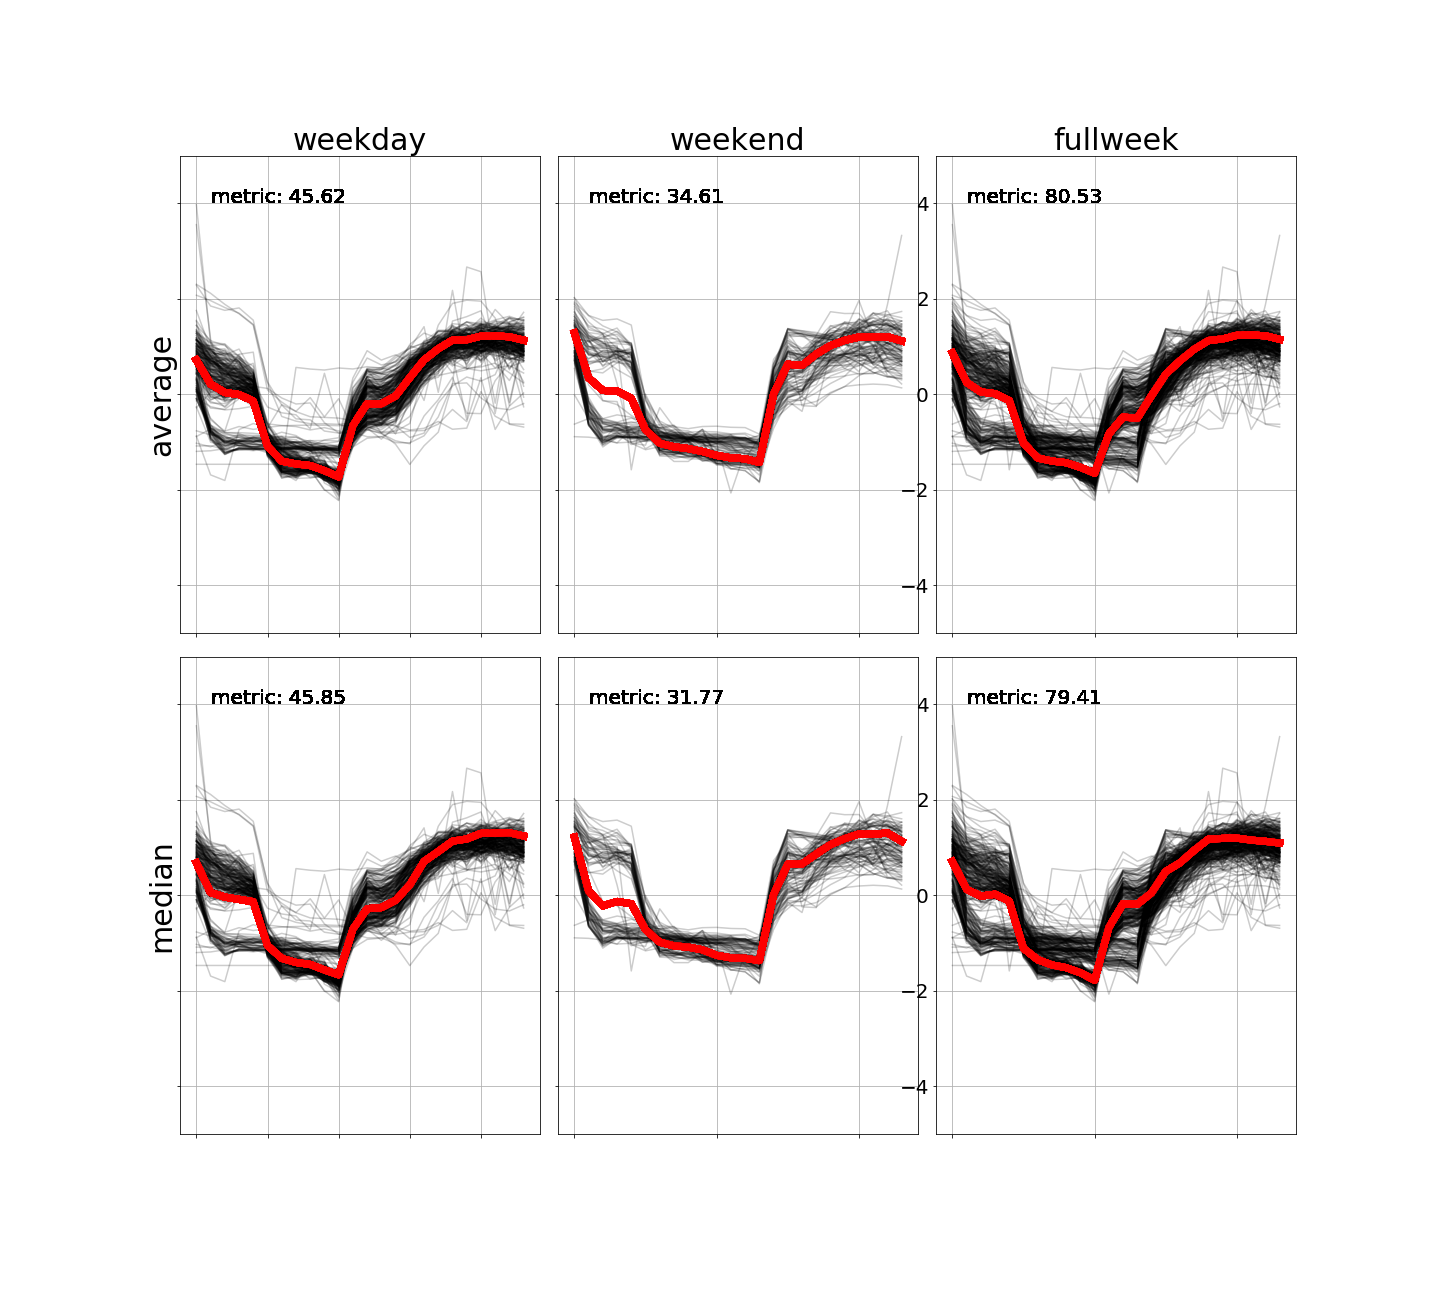 weekday
weekend
fullweek
average
metric: 45.62
metric: 34.61
metric: 80.53
4
2
0
−2
−4
median
metric: 45.85
metric: 31.77
metric: 79.41
4
2
0
−2
−4